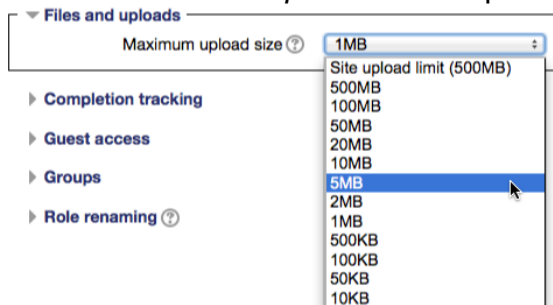 Files and uploads
Maximum upload size 1MB
Site upload limit (500MB)
500MB
100MB
50MB
20MB
10MB
5MB
2MB
1MB
500KB
100KB
50KB
10KB
Completion tracking
Guest access
Groups
Role renaming